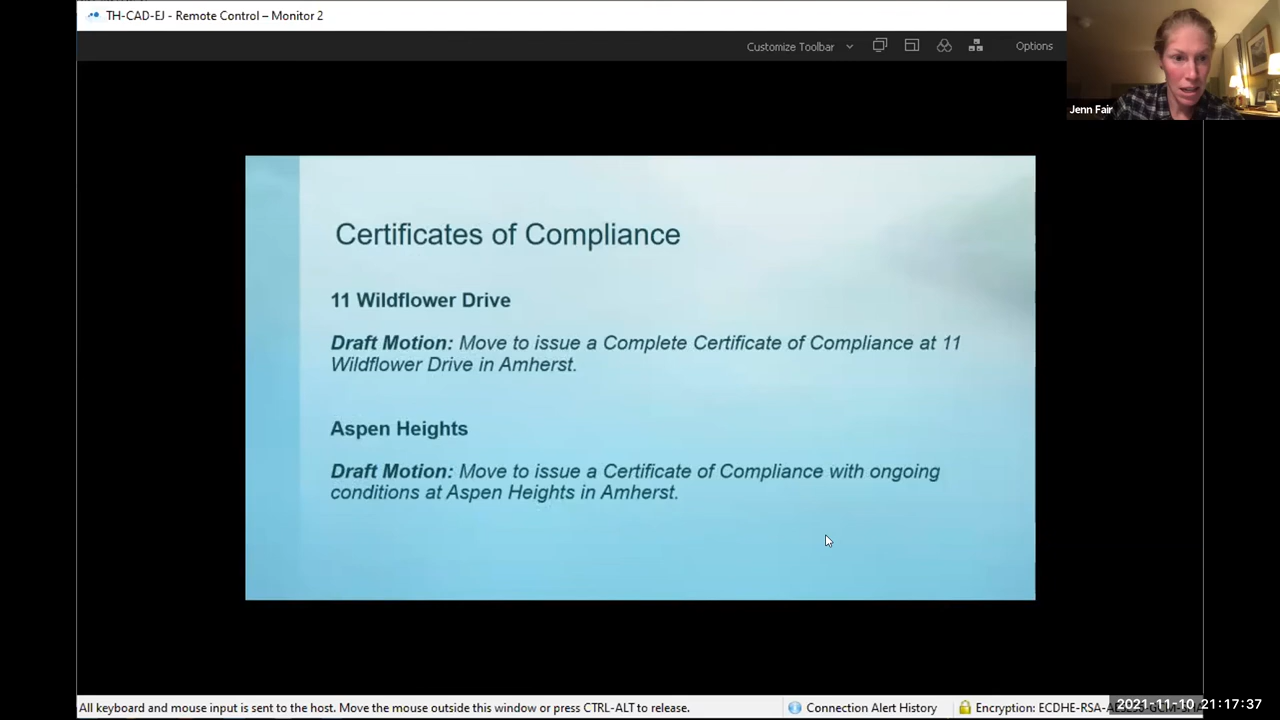 TH-CAD-EJ - Remote Control – Monitor 2
Customize Toolbar
Options
Jenn Fair
Certificates of Compliance
11 Wildflower Drive
Draft Motion: Move to issue a Complete Certificate of Compliance at 11
Wildflower Drive in Amherst.
Aspen Heights
Draft Motion: Move to issue a Certificate of Compliance with ongoing
conditions at Aspen Heights in Amherst.
All keyboard and mouse input is sent to the host. Move the mouse outside this window or press CTRL-ALT to release.
Connection Alert History
Encryption: ECDHE-RSA-
2021-11-10 21:17:37